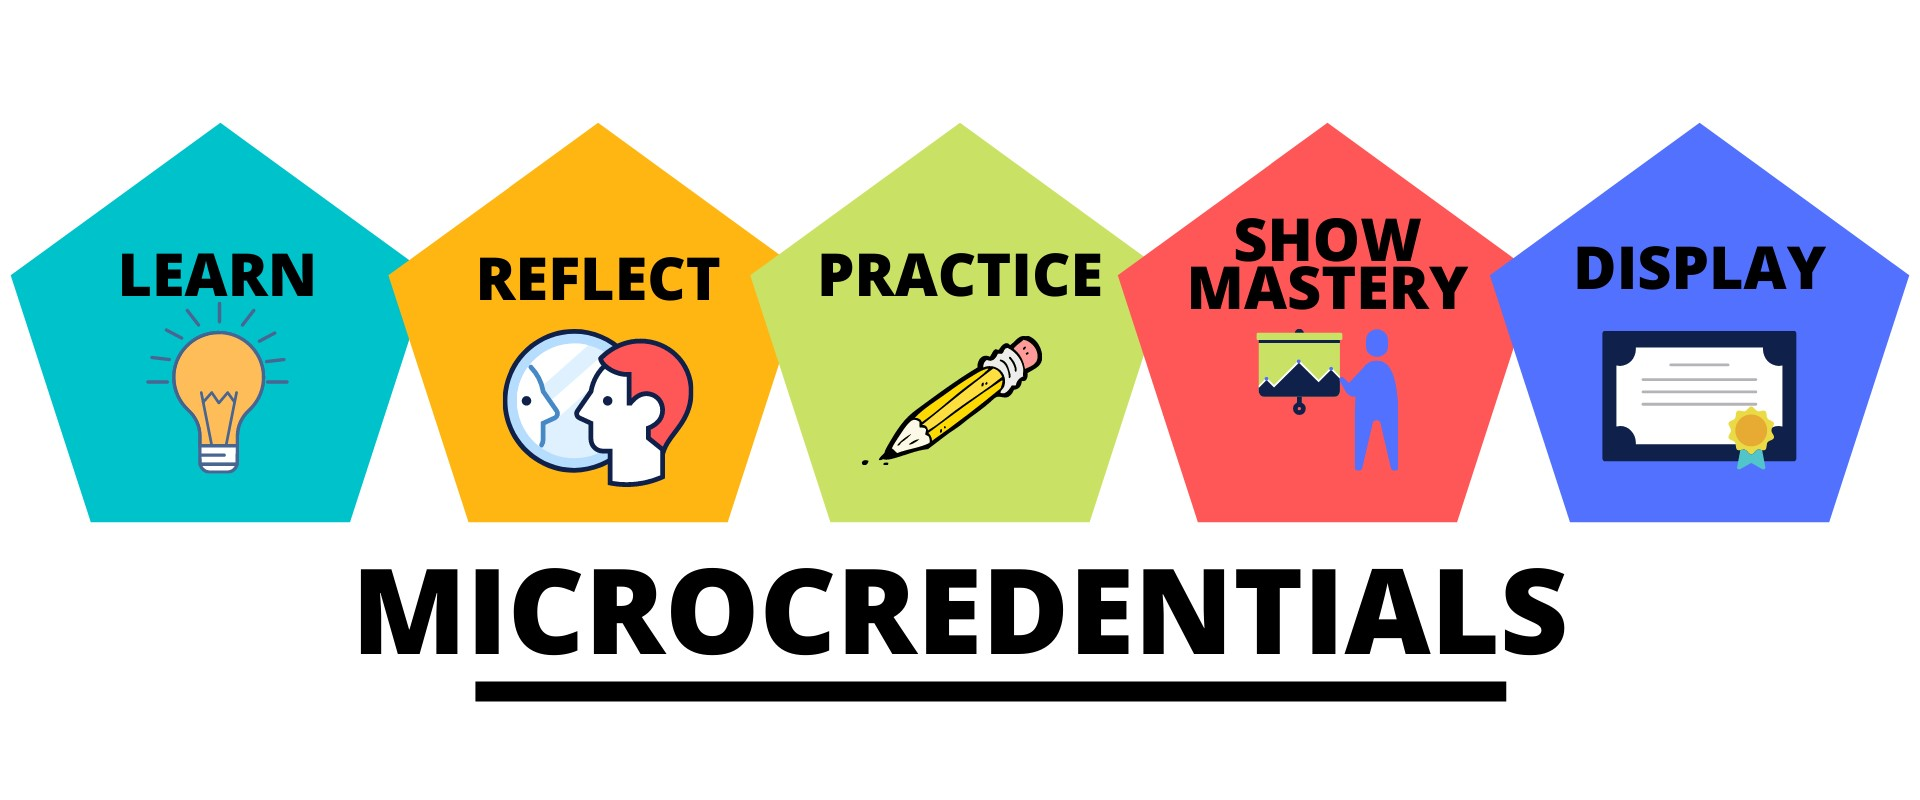 LEARN
REFLECT
PRACTICE
SHOW
MASTERY
DISPLAY
MICROCREDENTIALS